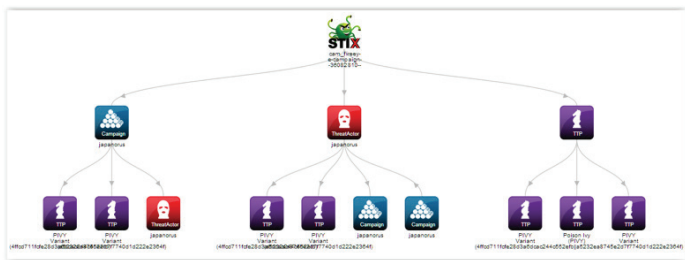 STIX
Campaign
japanorus
ThreatActor
japanorus
TTP
TTP
PIVY
Variant
TTP
PIVY
Variant
ThreatActor
japanorus
TTP
PIVY
Variant
TTP
PIVY
Variant
Campaign
japanorus
Campaign
japanorus
TTP
PIVY
Variant
TTP
Poison Ivy
(PIVY)
TTP
PIVY
Variant